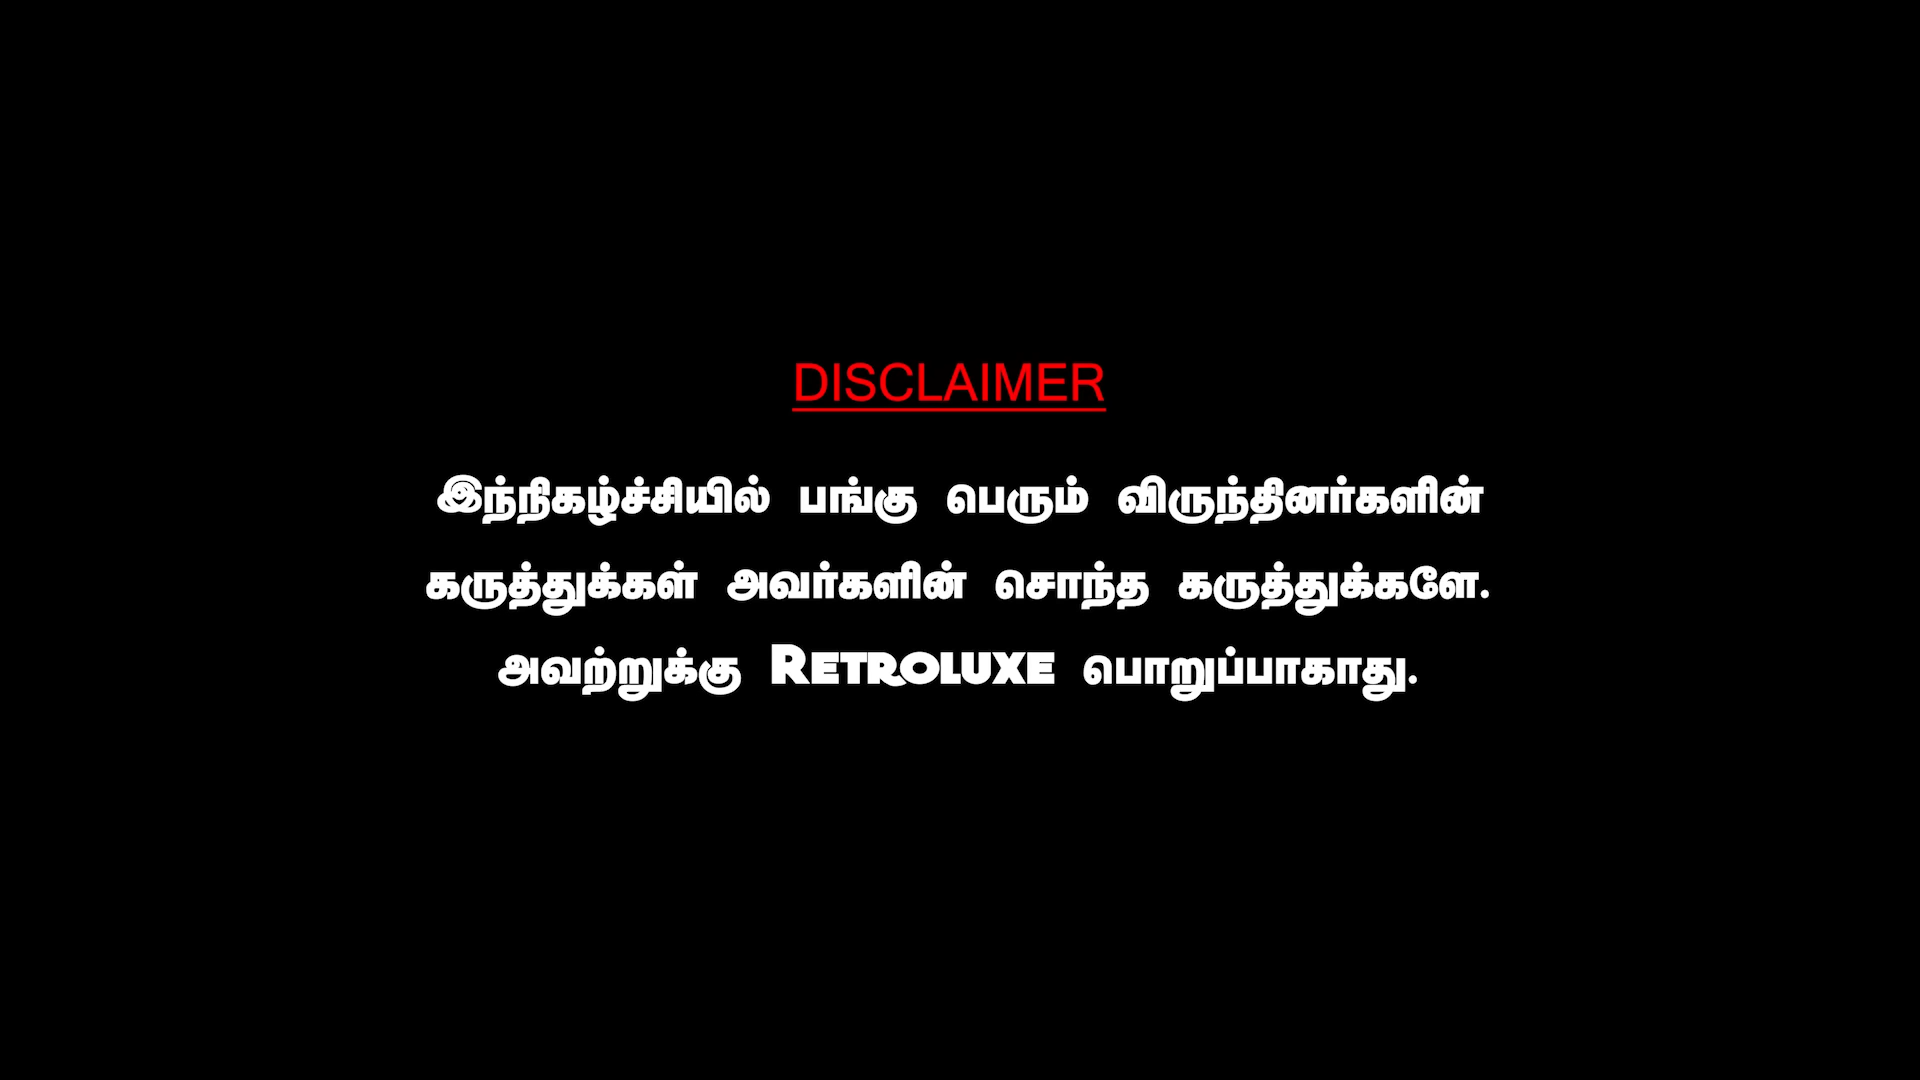 DISCLAIMER
இந்நிகழ்ச்சியில் பங்கு பெரும் விருந்தினர்களின்
கருத்துக்கள் அவர்களின் சொந்த கருத்துக்களே.
அவற்றுக்கு RETROLUXE பொறுப்பாகாது.